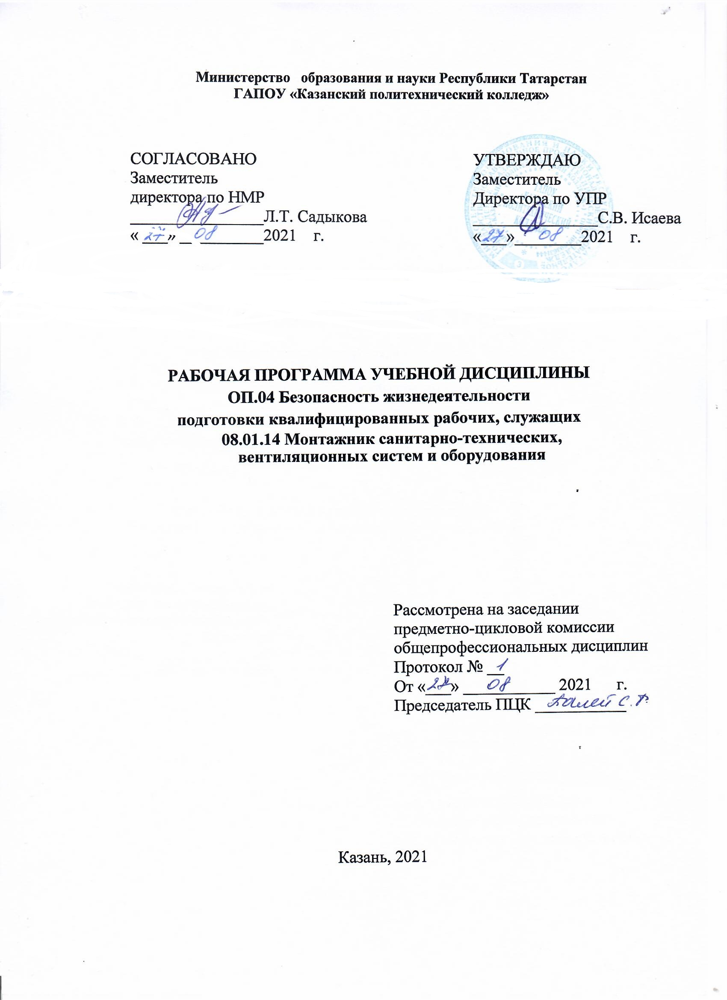 Министерство образования и науки Республики Татарстан
ГАПОУ «Казанский политехнический колледж»
СОГЛАСОВАНО
Заместитель
директора по НМР
Л.Т. Садыкова
« 27 » 08 2021 г.
УТВЕРЖДАЮ
Заместитель
Директора по УПР
С.В. Исаева
«27» 08 2021 г.
РАБОЧАЯ ПРОГРАММА УЧЕБНОЙ ДИСЦИПЛИНЫ
ОП.04 Безопасность жизнедеятельности
подготовки квалифицированных рабочих, служащих
08.01.14 Монтажник санитарно-технических,
вентиляционных систем и оборудования
Рассмотрена на заседании
предметно-цикловой комиссии
общепрофессиональных дисциплин
Протокол № 1
От «27» 08 2021 г.
Председатель ПЦК
Казань, 2021